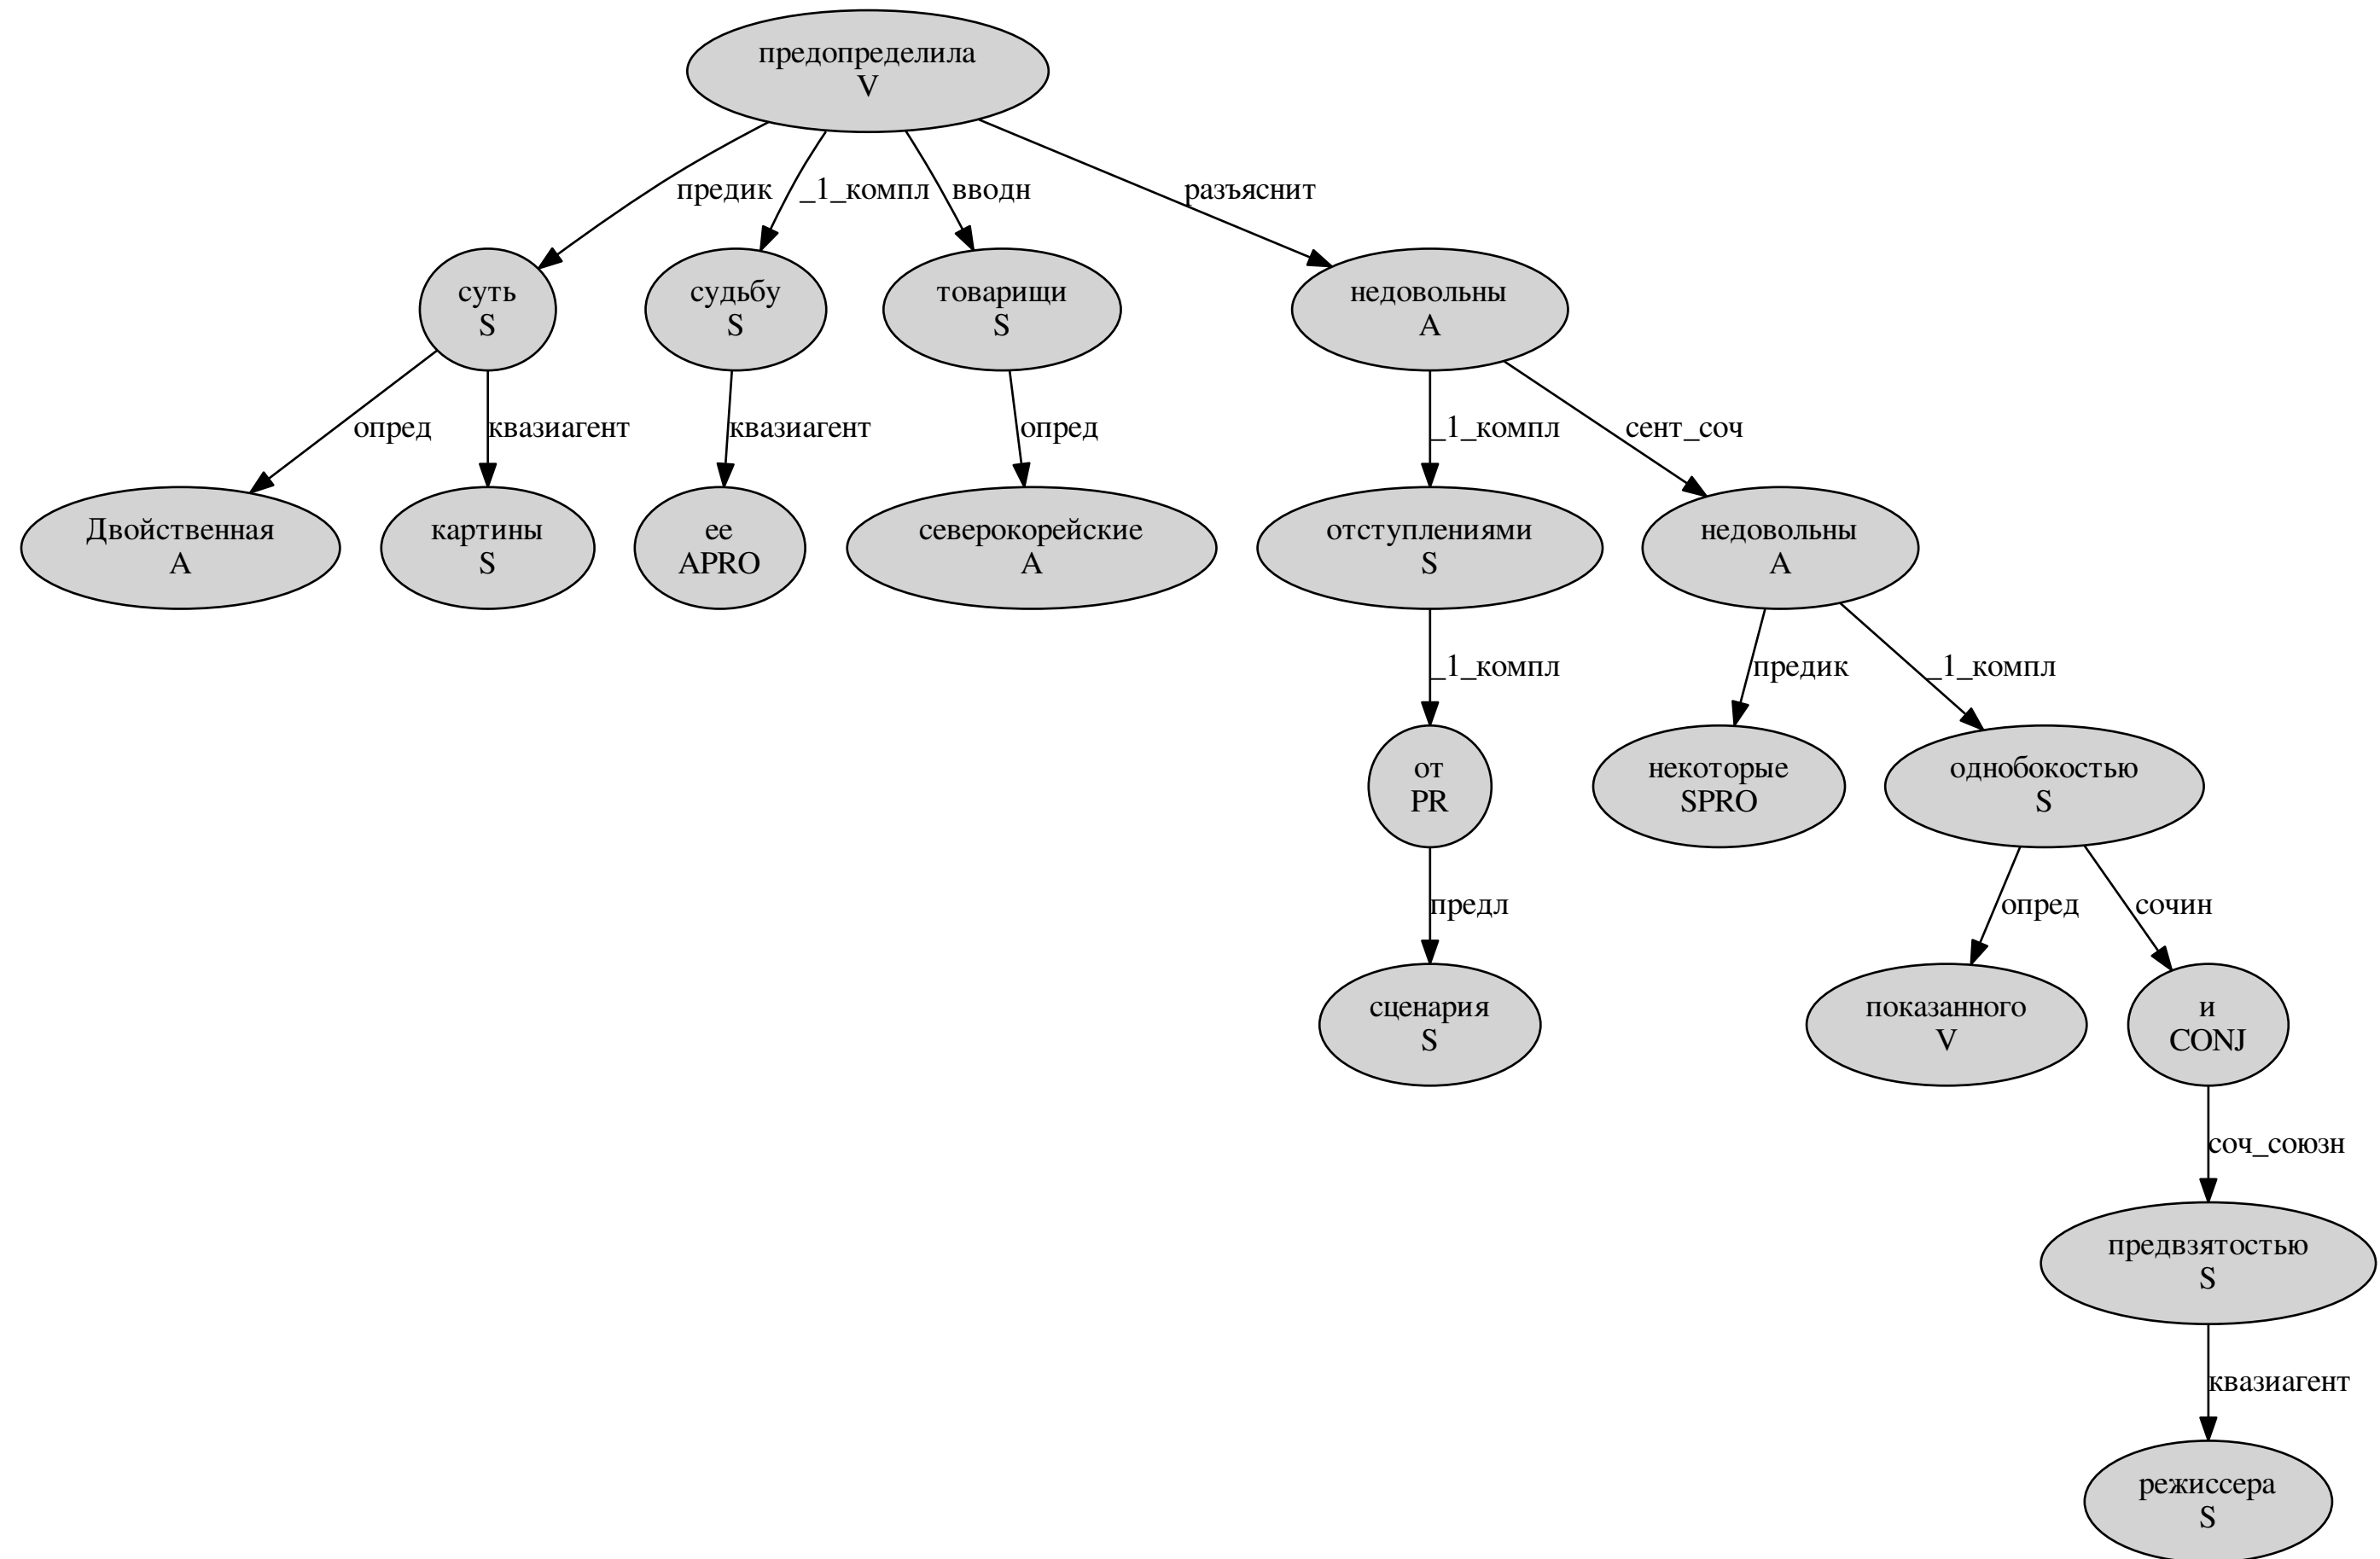 предопределила
V
предик
_1_компл
вводн
разъяснит
суть
S
судьбу
S
товарищи
S
недовольны
A
опред
квазиагент
квазиагент
опред
_1_компл
сент_соч
Двойственная
A
картины
S
ее
APRO
северокорейские
A
отступлениями
S
недовольны
A
_1_компл
предик
_1_компл
от
PR
некоторые
SPRO
однобокостью
S
предл
опред
сочин
сценария
S
показанного
V
и
CONJ
соч_союзн
предвзятостью
S
квазиагент
режиссера
S